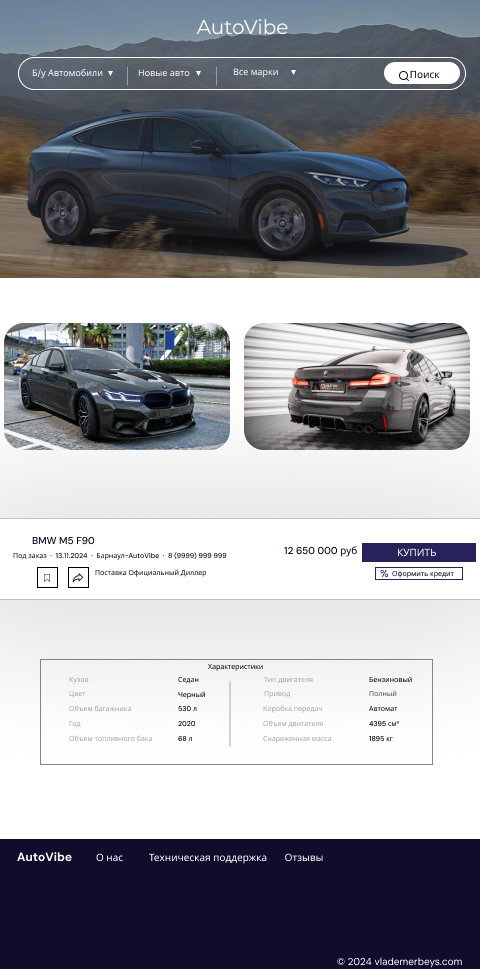 AutoVibe
Б/у Автомобили ▼ Новые авто ▼ Все марки ▼ Поиск
BMW M5 F90
Под заказ · 13.11.2024 · Барнаул-AutoVibe · 8 (9999) 999 999
12 650 000 руб КУПИТЬ
Поставка Официальный Диллер
% Оформить кредит
Характеристики
Кузов Седан Тип двигателя Бензиновый
Цвет Черный Привод Полный
Объем багажника 530 л Коробка передач Автомат
Год 2020 Объем двигателя 4395 см³
Объем топливного бака 68 л Снаряженная масса 1895 кг
AutoVibe О нас Техническая поддержка Отзывы
© 2024 vlademerbeys.com